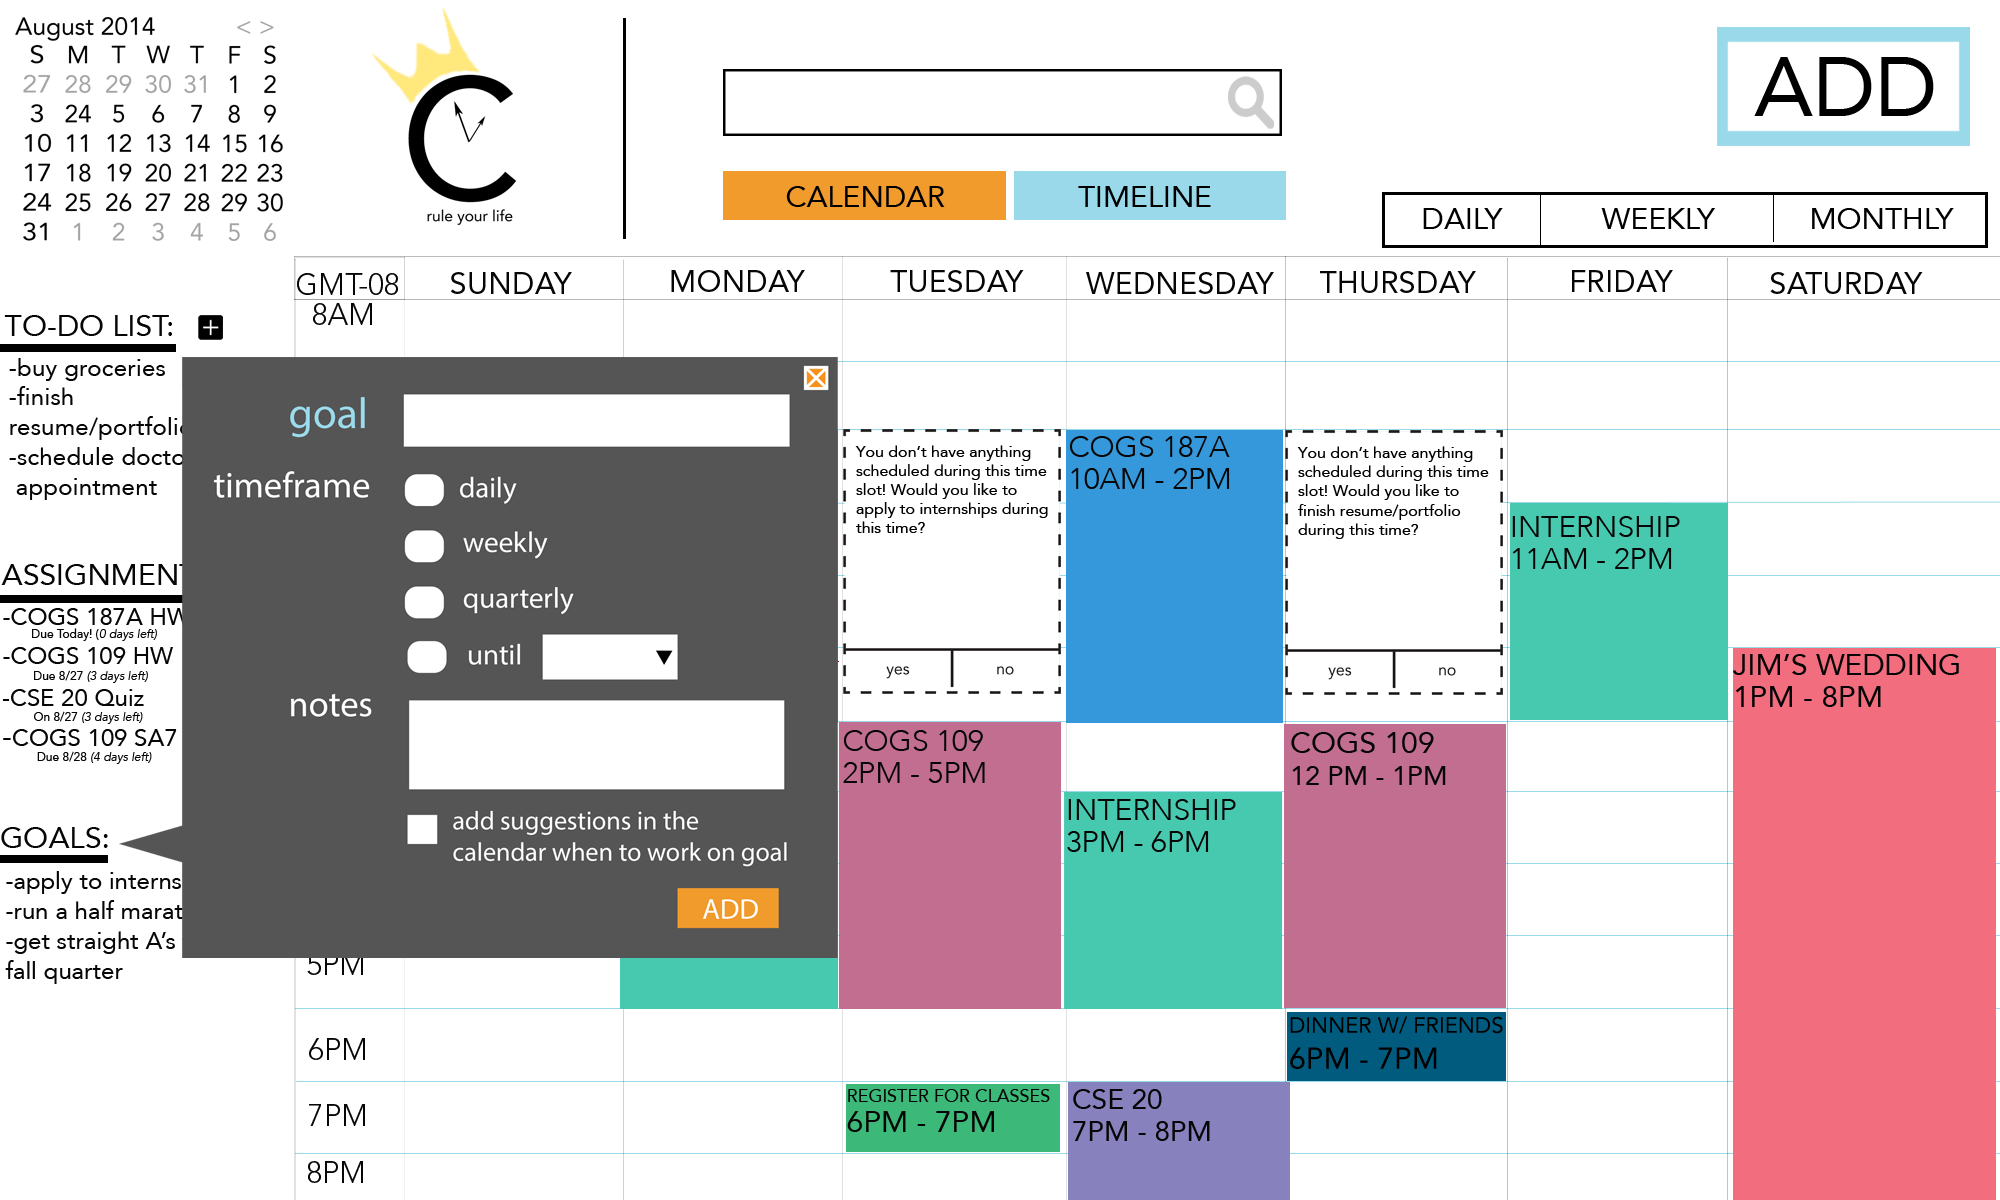 August 2014 < >
S M T W T F S
27 28 29 30 31 1 2
3 24 5 6 7 8 9
10 11 12 13 14 15 16
17 18 19 20 21 22 23
24 25 26 27 28 29 30
31 1 2 3 4 5 6
C
rule your life
ADD
CALENDAR
TIMELINE
DAILY
WEEKLY
MONTHLY
GMT-08
SUNDAY
MONDAY
TUESDAY
WEDNESDAY
THURSDAY
FRIDAY
SATURDAY
8AM
5PM
6PM
7PM
8PM
TO-DO LIST:
-buy groceries
-finish
resume/portfolio
-schedule docto
appointment
ASSIGNMENT
-COGS 187A HW
Due Today! (0 days left)
-COGS 109 HW
Due 8/27 (3 days left)
-CSE 20 Quiz
On 8/27 (3 days left)
-COGS 109 SA7
Due 8/28 (4 days left)
GOALS:
-apply to interns
-run a half marat
-get straight A's
fall quarter
goal
timeframe
daily
weekly
quarterly
until
notes
add suggestions in the
calendar when to work on goal
ADD
You don't have anything
scheduled during this time
slot! Would you like to
apply to internships during
this time?
yes
no
COGS 109
2PM - 5PM
REGISTER FOR CLASSES
6PM - 7PM
COGS 187A
10AM - 2PM
INTERNSHIP
3PM - 6PM
CSE 20
7PM - 8PM
You don't have anything
scheduled during this time
slot! Would you like to
finish resume/portfolio
during this time?
yes
no
COGS 109
12 PM - 1PM
DINNER W/ FRIENDS
6PM - 7PM
INTERNSHIP
11AM - 2PM
JIM'S WEDDING
1PM - 8PM